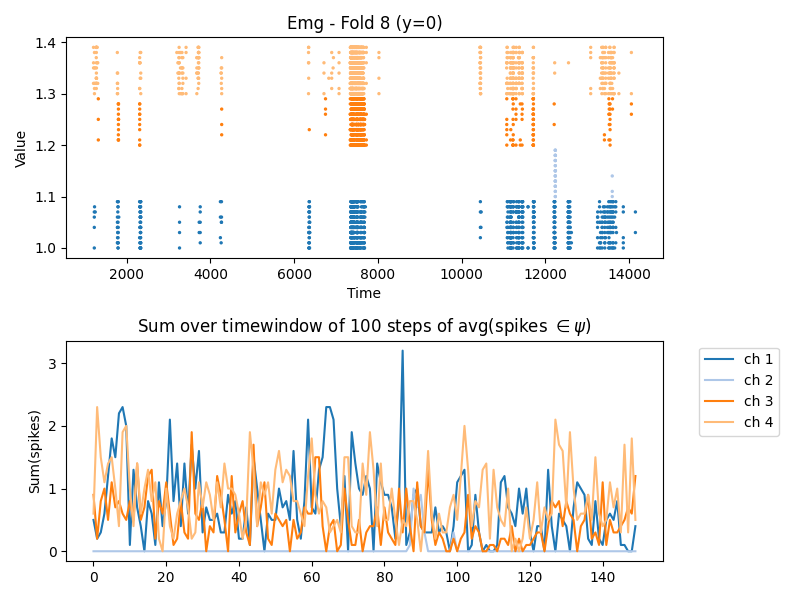 Emg - Fold 8 (y=0)
Value
1.4
1.3
1.2
1.1
1.0
2000 4000 6000 8000 10000 12000 14000
Time
Sum over timewindow of 100 steps of avg(spikes ∈ ψ)
Sum(spikes)
3
2
1
0
0 20 40 60 80 100 120 140
ch 1
ch 2
ch 3
ch 4